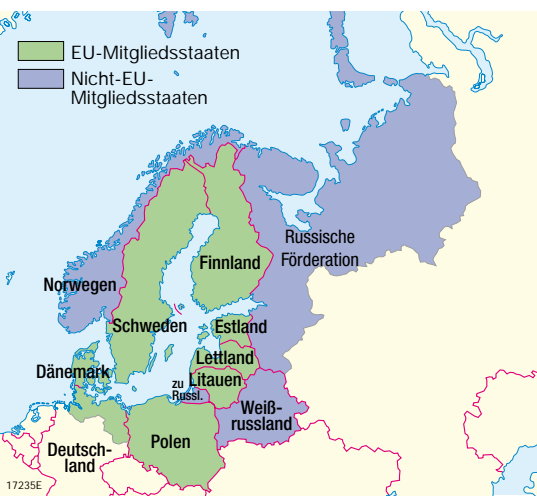 EU-Mitgliedsstaaten
Nicht-EU-
Mitgliedsstaaten
Russische
Förderation
Finnland
Norwegen
Schweden
Estland
Lettland
Dänemark
zu
Russl.
Litauen
Weiß-
russland
Deutsch-
land
Polen
17235E